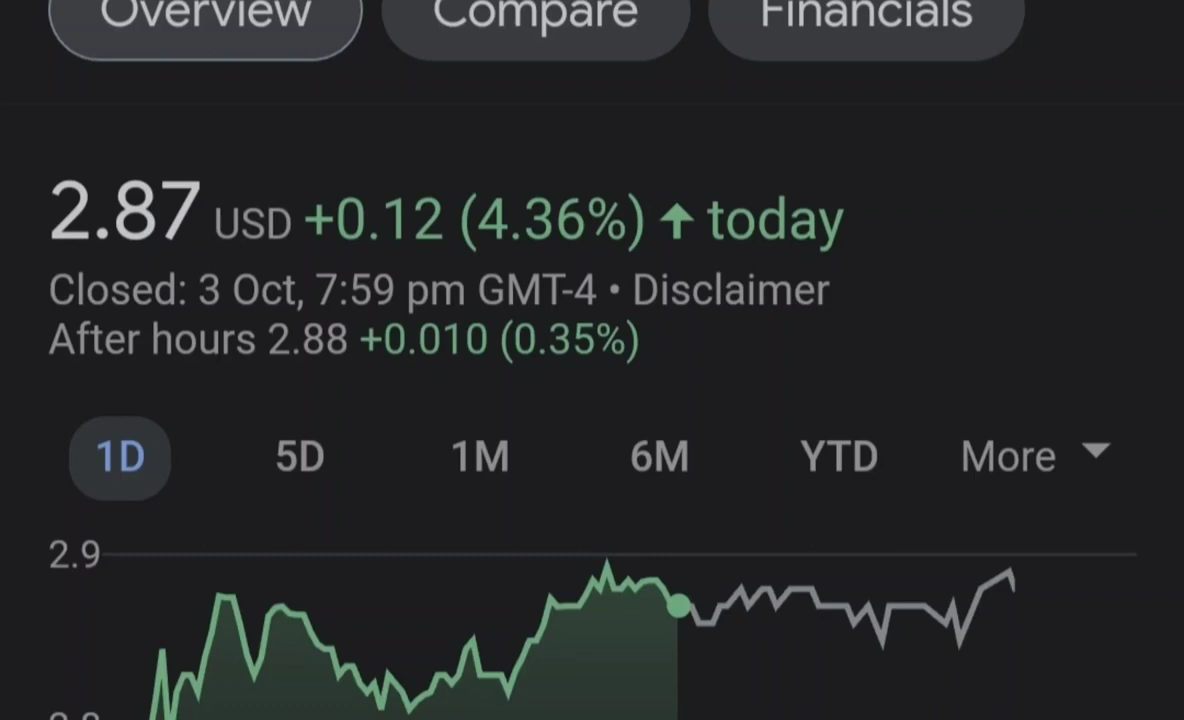 Overview Compare Financials
2.87 USD +0.12 (4.36%) ↑ today
Closed: 3 Oct, 7:59 pm GMT-4 • Disclaimer
After hours 2.88 +0.010 (0.35%)
1D 5D 1M 6M YTD More
2.9